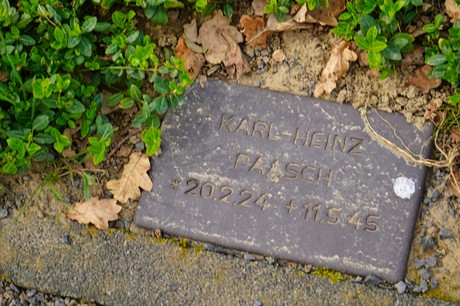 KARL-HEINZ
PAASCH
*20.2.24 +11.5.45